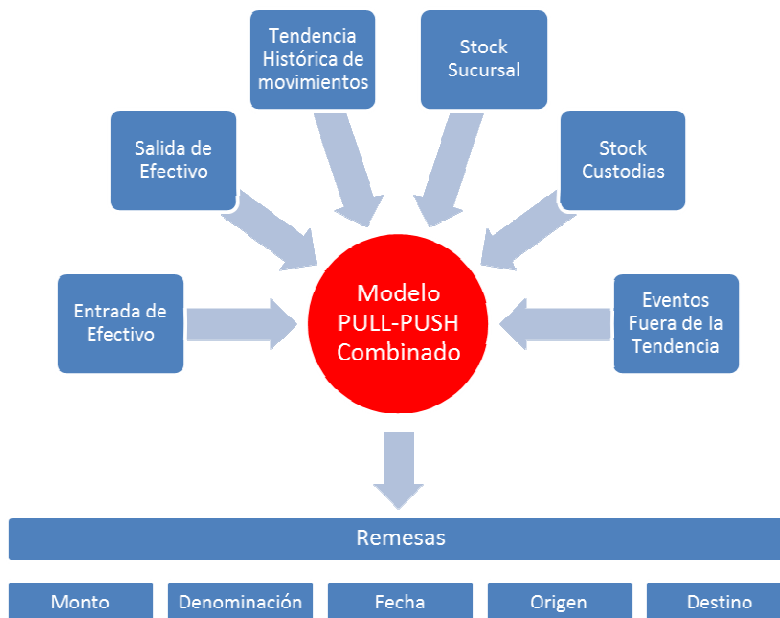 Tendencia
Histórica de
movimientos
Stock
Sucursal
Salida de
Efectivo
Stock
Custodias
Entrada de
Efectivo
Modelo
PULL-PUSH
Combinado
Eventos
Fuera de la
Tendencia
Remesas
Monto
Denominación
Fecha
Origen
Destino